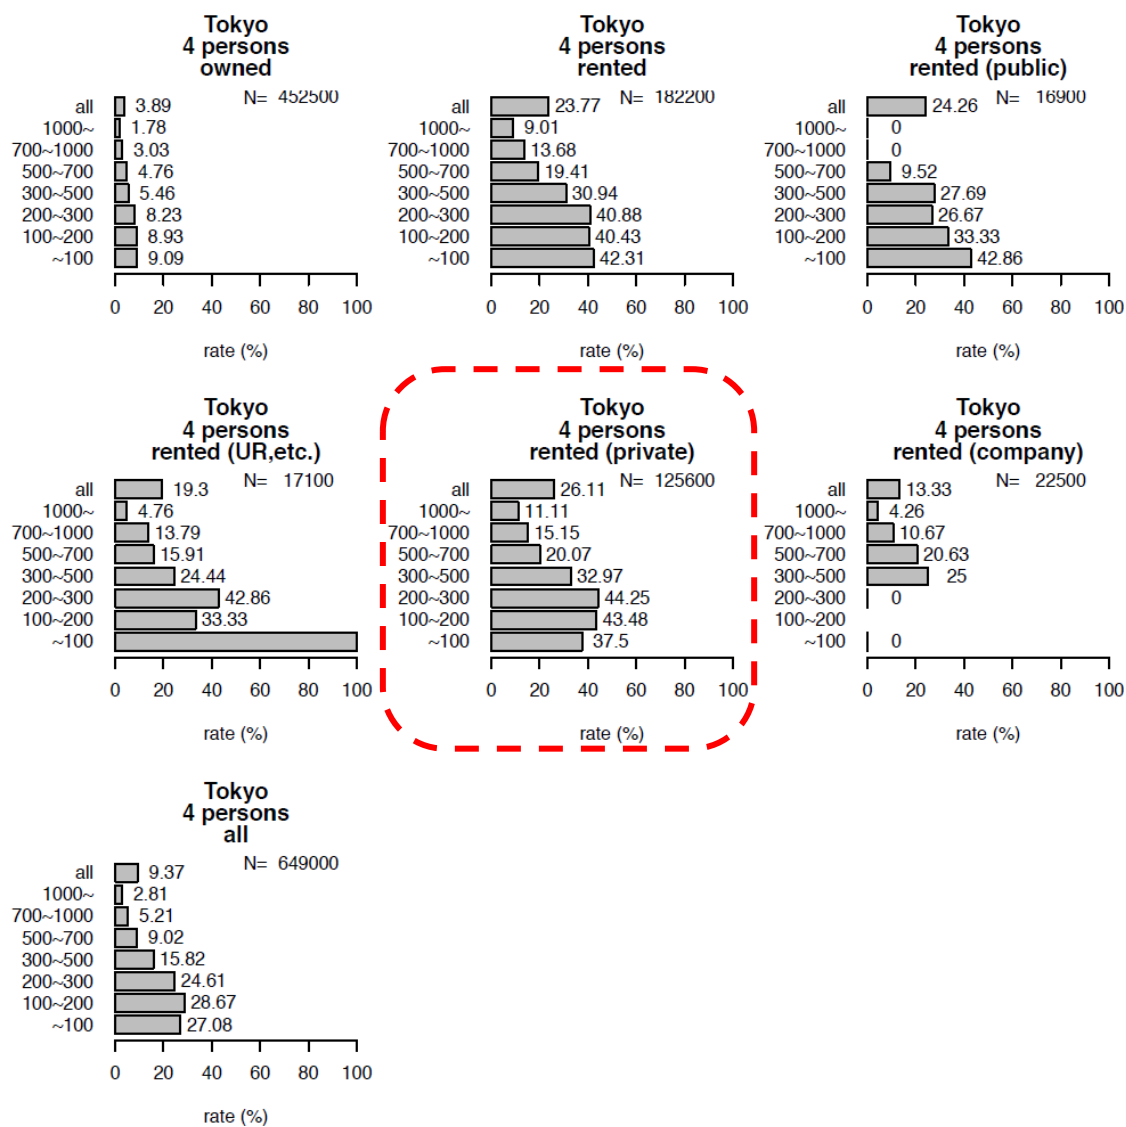 Tokyo
4 persons
owned
N= 452500
all 3.89
1000~ 1.78
700~1000 3.03
500~700 4.76
300~500 5.46
200~300 8.23
100~200 8.93
~100 9.09
0 20 40 60 80 100
rate (%)
Tokyo
4 persons
rented
N= 182200
all 23.77
1000~ 9.01
700~1000 13.68
500~700 19.41
300~500 30.94
200~300 40.88
100~200 40.43
~100 42.31
0 20 40 60 80 100
rate (%)
Tokyo
4 persons
rented (public)
N= 16900
all 24.26
1000~ 0
700~1000 0
500~700 9.52
300~500 27.69
200~300 26.67
100~200 33.33
~100 42.86
0 20 40 60 80 100
rate (%)
Tokyo
4 persons
rented (UR,etc.)
N= 17100
all 19.3
1000~ 4.76
700~1000 13.79
500~700 15.91
300~500 24.44
200~300 42.86
100~200 33.33
~100
0 20 40 60 80 100
rate (%)
Tokyo
4 persons
rented (private)
N= 125600
all 26.11
1000~ 11.11
700~1000 15.15
500~700 20.07
300~500 32.97
200~300 44.25
100~200 43.48
~100 37.5
0 20 40 60 80 100
rate (%)
Tokyo
4 persons
rented (company)
N= 22500
all 13.33
1000~ 4.26
700~1000 10.67
500~700 20.63
300~500 25
200~300 0
100~200
~100 0
0 20 40 60 80 100
rate (%)
Tokyo
4 persons
all
N= 649000
all 9.37
1000~ 2.81
700~1000 5.21
500~700 9.02
300~500 15.82
200~300 24.61
100~200 28.67
~100 27.08
0 20 40 60 80 100
rate (%)